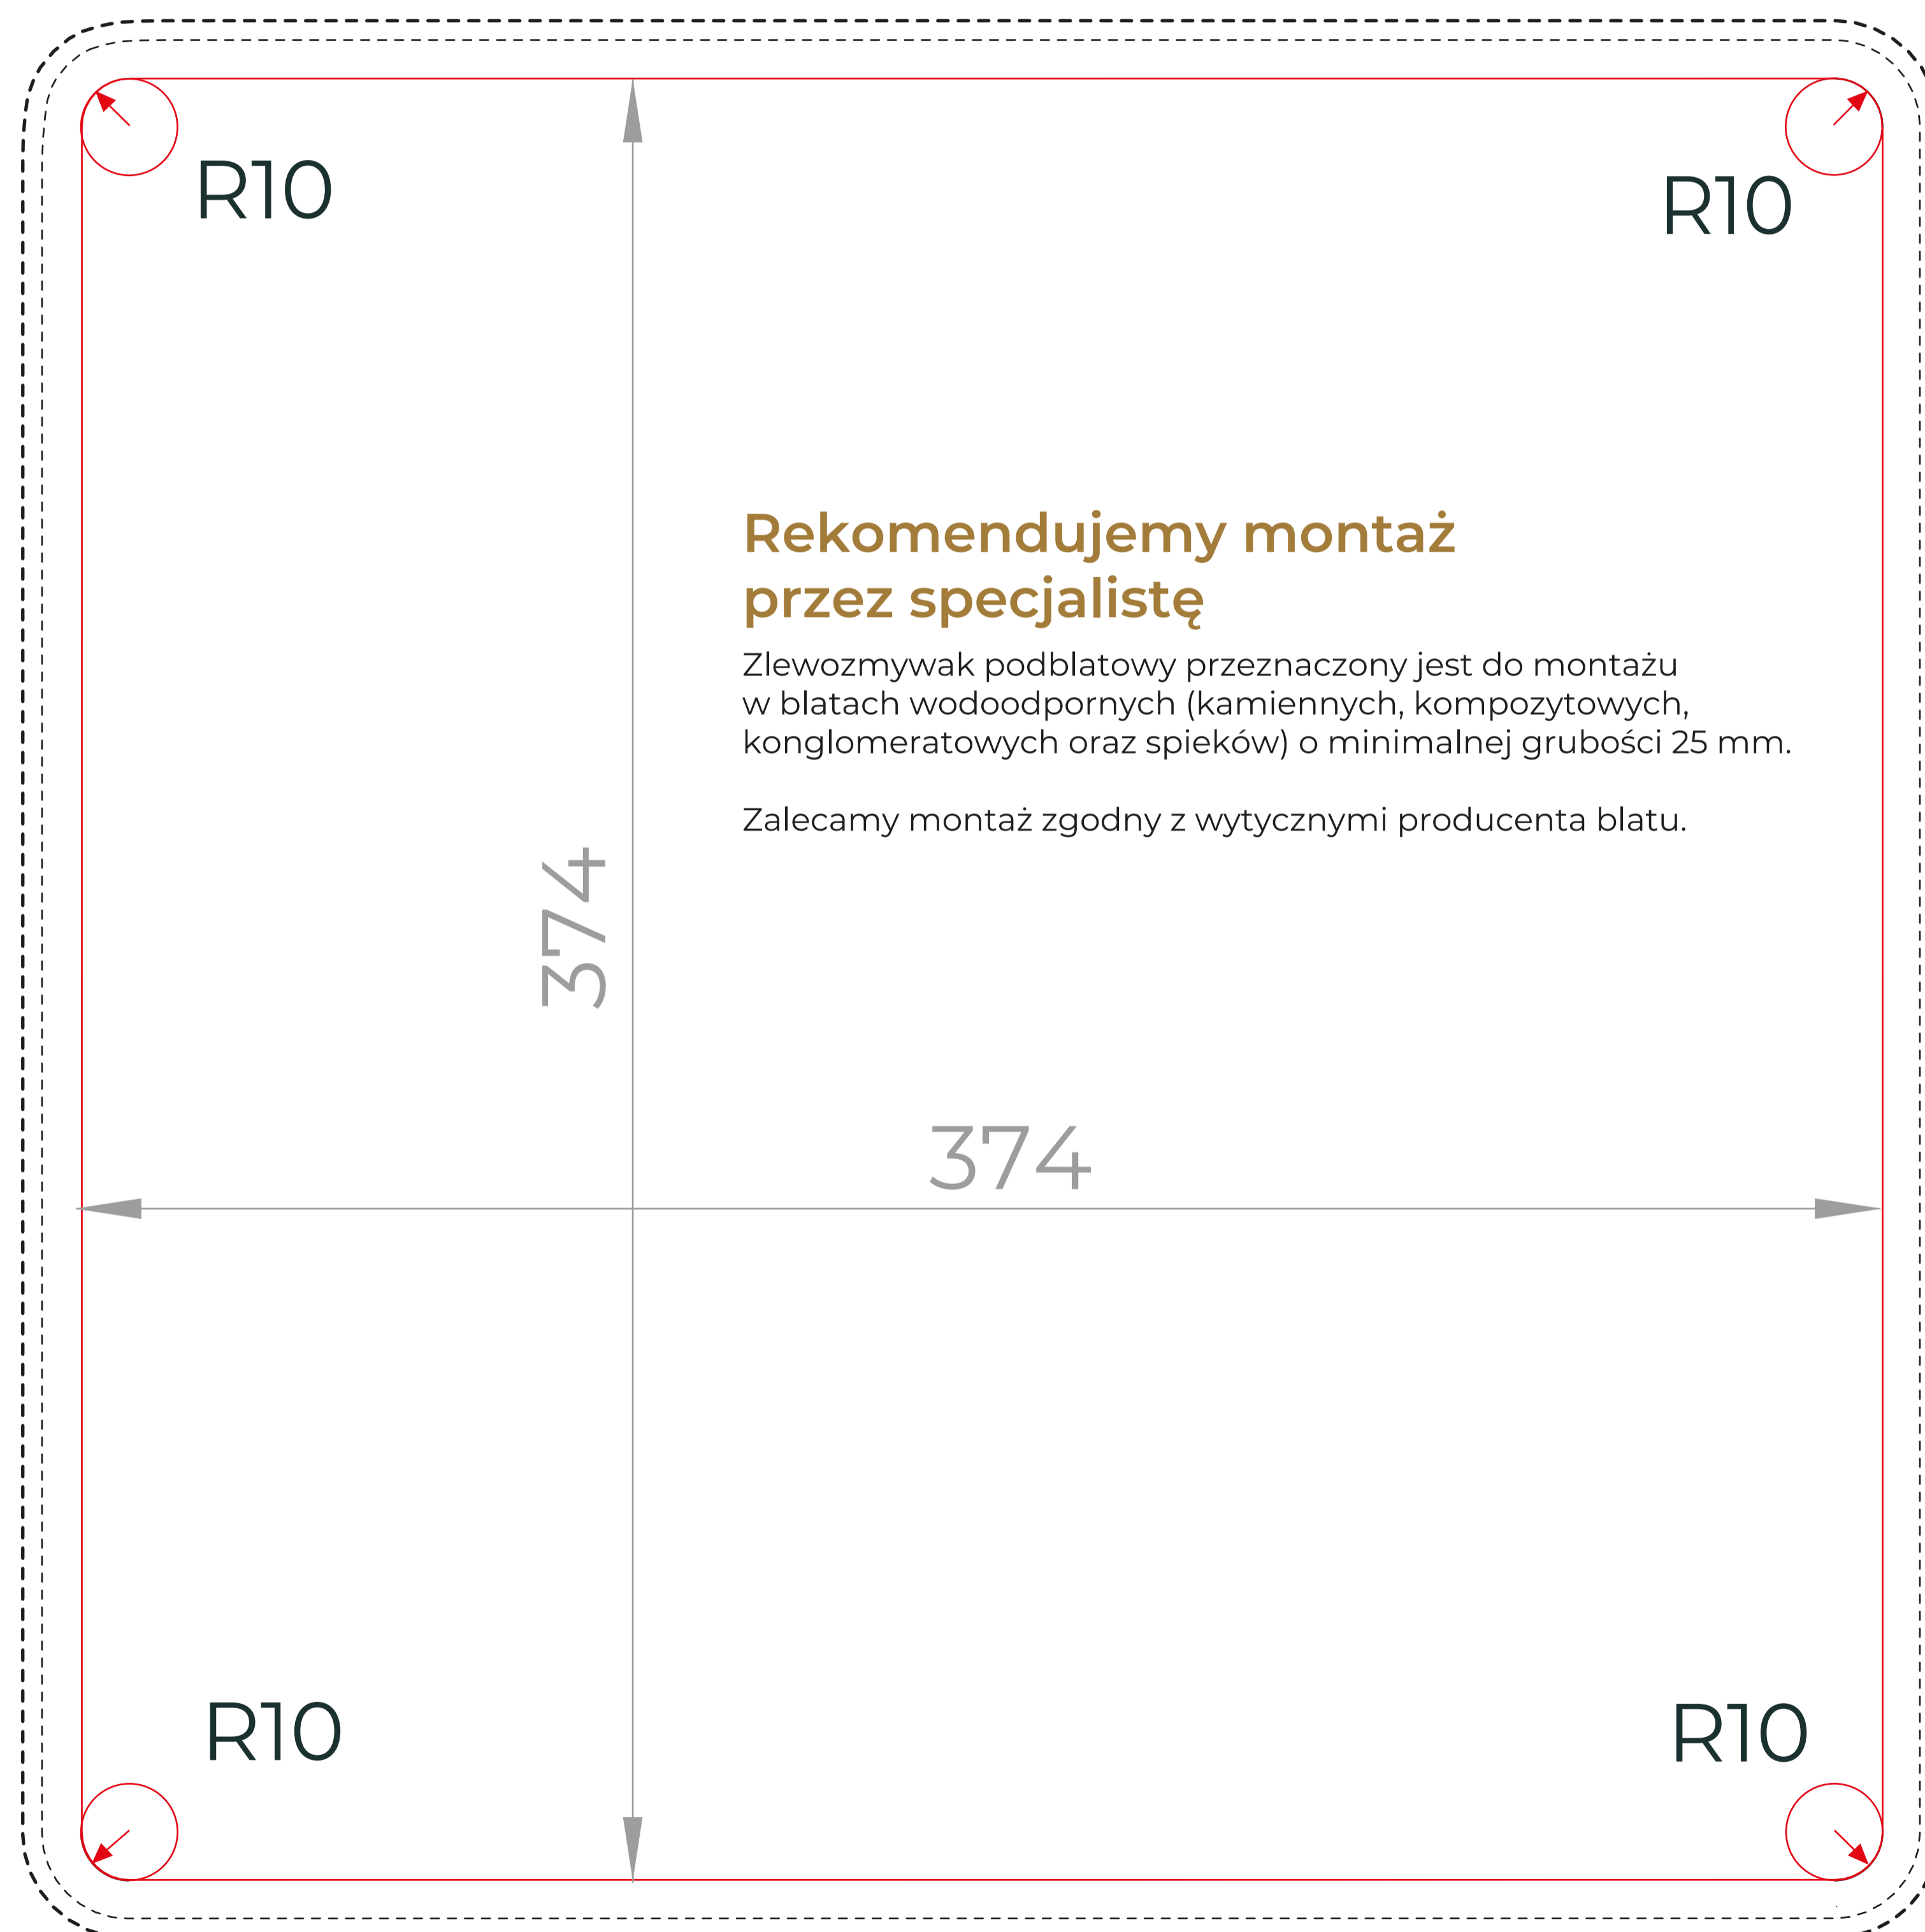 R10
R10
Rekomendujemy montaż
przez specjalistę
Zlewozmywak podblatowy przeznaczony jest do montażu
w blatach wodoodpornych (kamiennych, kompozytowych,
konglomeratowych oraz spieków) o minimalnej grubości 25 mm.
Zalecamy montaż zgodny z wytycznymi producenta blatu.
374
374
R10
R10